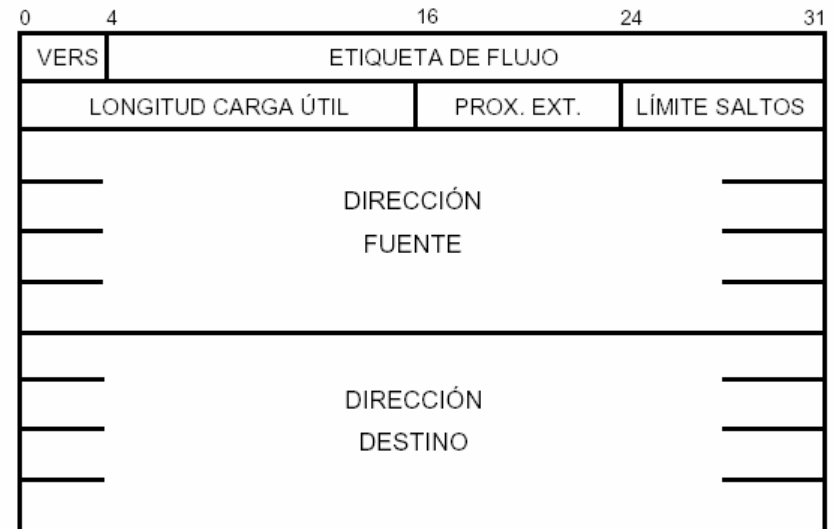 0 4 16 24 31
VERS ETIQUETA DE FLUJO
LONGITUD CARGA ÚTIL PROX. EXT. LÍMITE SALTOS
DIRECCIÓN
FUENTE
DIRECCIÓN
DESTINO